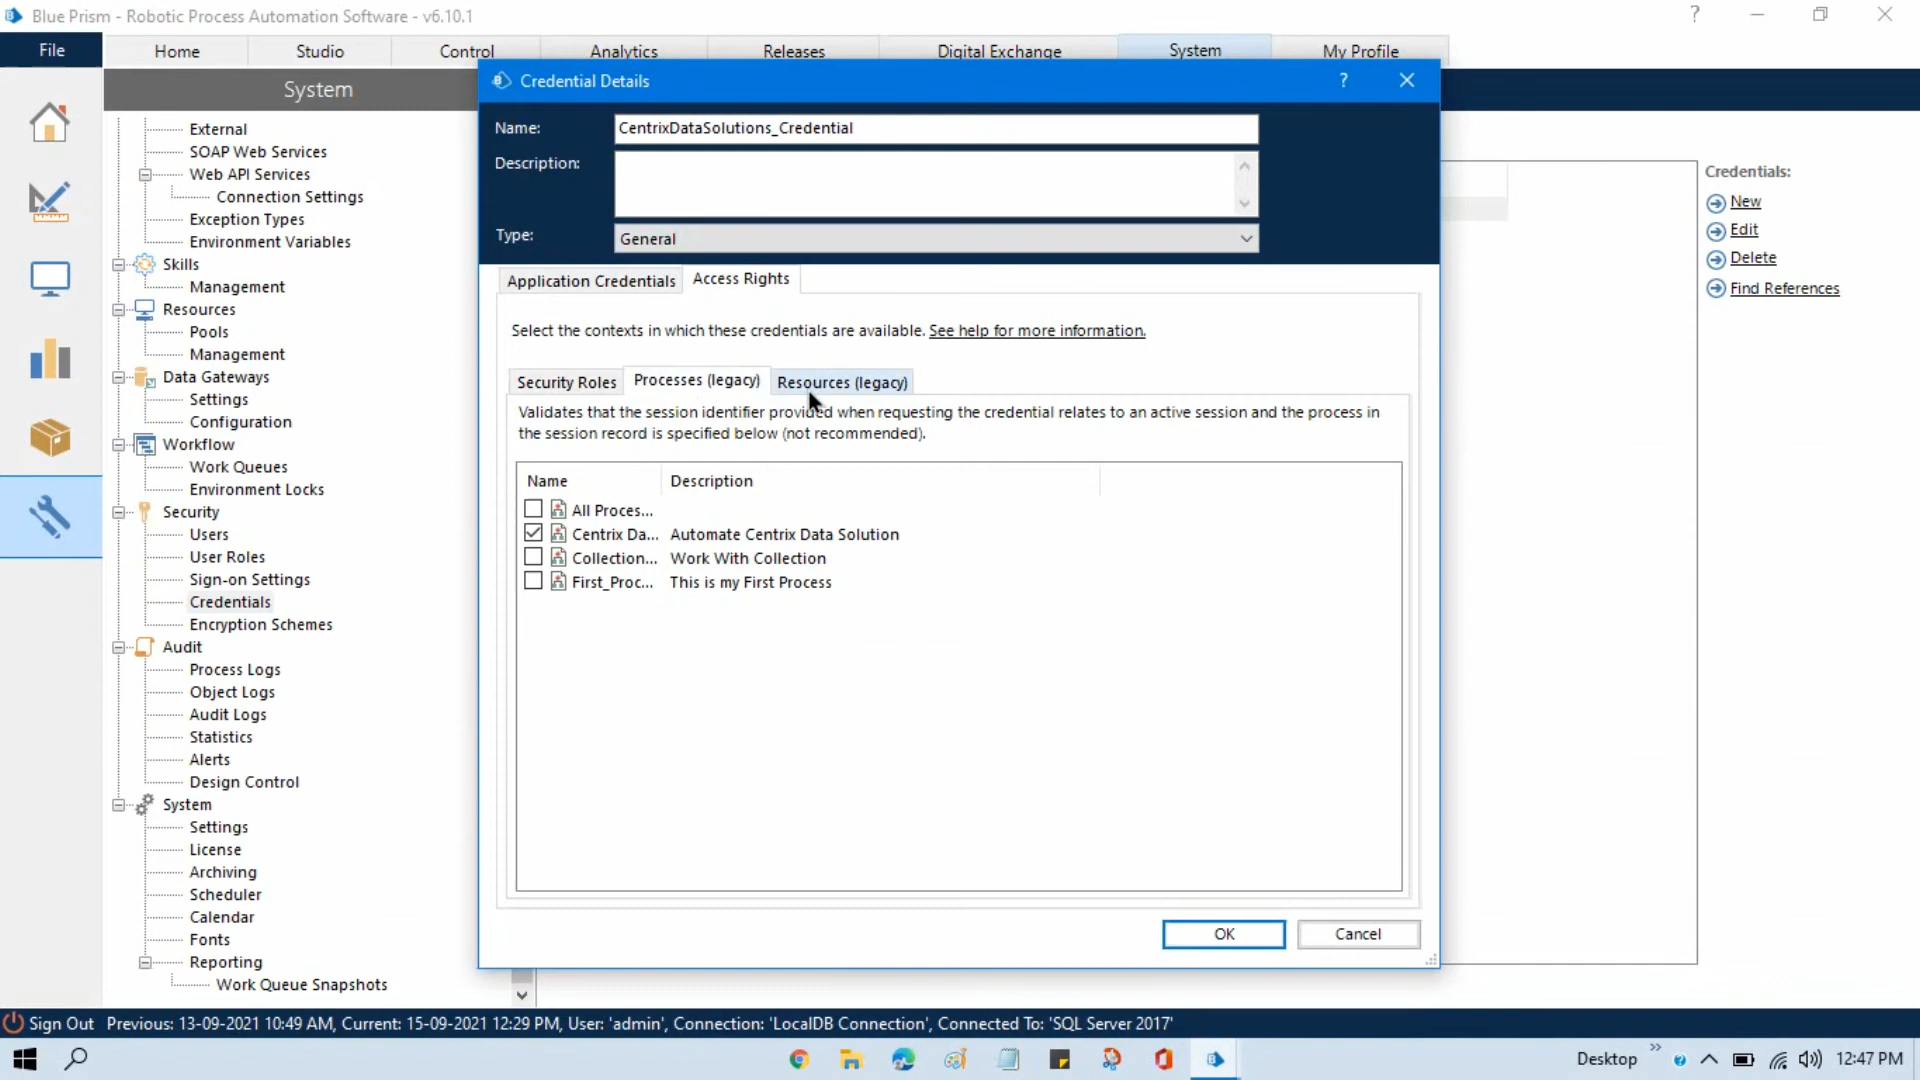 Blue Prism - Robotic Process Automation Software - v6.10.1
?
File
Home
Studio
Control
Analytics
Releases
Digital Exchange
System
My Profile
System
External
SOAP Web Services
Web API Services
Connection Settings
Exception Types
Environment Variables
Skills
Management
Resources
Pools
Management
Data Gateways
Settings
Configuration
Workflow
Work Queues
Environment Locks
Security
Users
User Roles
Sign-on Settings
Credentials
Encryption Schemes
Audit
Process Logs
Object Logs
Audit Logs
Statistics
Alerts
Design Control
System
Settings
License
Archiving
Scheduler
Calendar
Fonts
Reporting
Work Queue Snapshots
Credential Details
?
Name:
CentrixDataSolutions_Credential
Description:
Type:
General
Application Credentials
Access Rights
Select the contexts in which these credentials are available. See help for more information.
Security Roles
Processes (legacy)
Resources (legacy)
Validates that the session identifier provided when requesting the credential relates to an active session and the process in
the session record is specified below (not recommended).
Name
Description
All Proces...
Centrix Da... Automate Centrix Data Solution
Collection... Work With Collection
First_Proc... This is my First Process
OK
Cancel
Credentials:
New
Edit
Delete
Find References
Sign Out Previous: 13-09-2021 10:49 AM, Current: 15-09-2021 12:29 PM, User: 'admin', Connection: 'LocalDB Connection', Connected To: 'SQL Server 2017'
Desktop
12:47 PM